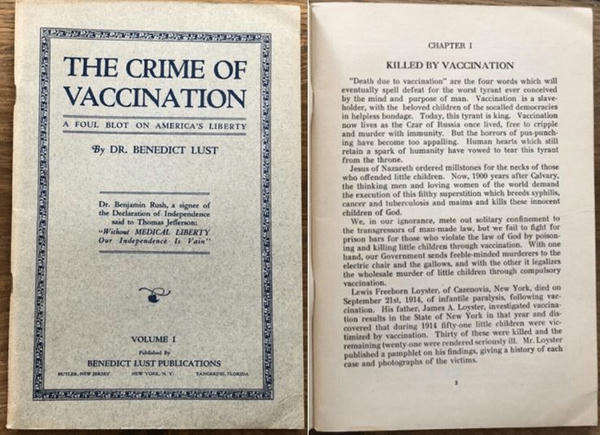 THE CRIME OF
VACCINATION
A FOUL BLOT ON AMERICA'S LIBERTY
By DR. BENEDICT LUST
Dr. Benjamin Rush, a signer of
the Declaration of Independence
said to Thomas Jefferson:
"Without MEDICAL LIBERTY
Our Independence Is Vain"
VOLUME I
Published By
BENEDICT LUST PUBLICATIONS
BUTLER, NEW JERSEY NEW YORK, N. Y. TANGERINE, FLORIDA
CHAPTER I
KILLED BY VACCINATION
"Death due to vaccination" are the four words which will
eventually spell defeat for the worst tyrant ever conceived
by the mind and purpose of man. Vaccination is a slave-
holder, with the beloved children of the socalled democracies
in helpless bondage. Today, this tyrant is king. Vaccination
now lives as the Czar of Russia once lived, free to cripple
and murder with immunity. But the horrors of pus-punch-
ing have become too appalling. Human hearts which still
retain a spark of humanity have vowed to tear this tyrant
from the throne.
Jesus of Nazareth ordered millstones for the necks of those
who offended little children. Now, 1900 years after Calvary,
the thinking men and loving women of the world demand
the execution of this filthy superstition which breeds syphilis,
cancer and tuberculosis and maims and kills these innocent
children of God.
We, in our ignorance, mete out solitary confinement to
the transgressors of man-made law, but we fail to fight for
prison bars for those who violate the law of God by poison-
ing and killing little children through vaccination. With one
hand, our Government sends feeble-minded murderers to the
electric chair and the gallows, and with the other it legalizes
the wholesale murder of little children through compulsory
vaccination.
Lewis Freeborn Loyster, of Cazenovia, New York, died on
September 21st, 1914, of infantile paralysis, following vac-
cination. His father, James A. Loyster, investigated vaccina-
tion results in the State of New York in that year and dis-
covered that during 1914 fifty-one little children were vic-
timized by vaccination. Thirty of these were killed and the
remaining twenty-one were rendered seriously ill. Mr. Loyster
published a pamphlet on his findings, giving a history of each
case and photographs of the victims.